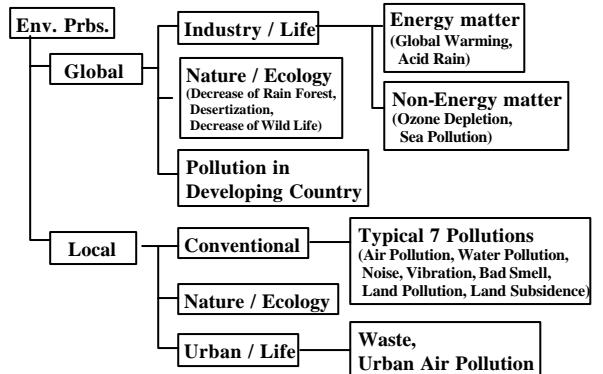 Env. Prbs.
Global
Industry / Life
Energy matter
(Global Warming,
Acid Rain)
Non-Energy matter
(Ozone Depletion,
Sea Pollution)
Nature / Ecology
(Decrease of Rain Forest,
Desertization,
Decrease of Wild Life)
Pollution in
Developing Country
Local
Conventional
Typical 7 Pollutions
(Air Pollution, Water Pollution,
Noise, Vibration, Bad Smell,
Land Pollution, Land Subsidence)
Nature / Ecology
Urban / Life
Waste,
Urban Air Pollution